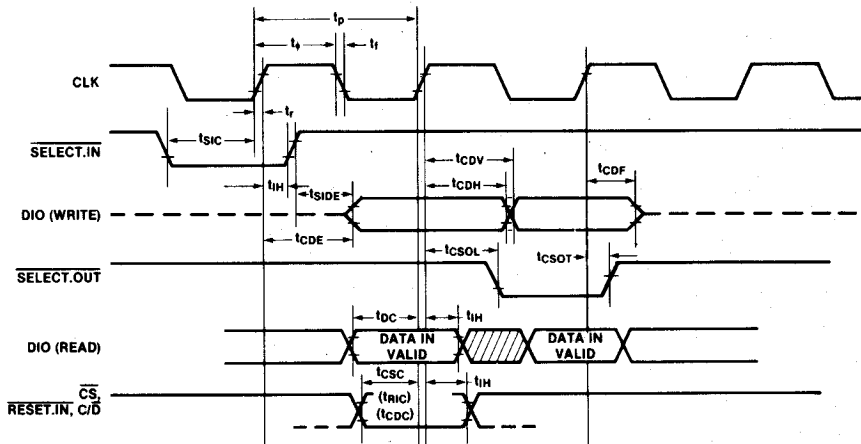 tp
tϕ tf
CLK
tr
tSIC
SELECT.IN
tCDV
tCDF
tIH tSIDE tCDH
DIO (WRITE)
tCDE
tCSOL tCSOT
SELECT.OUT
tDC tIH
DIO (READ) DATA IN VALID DATA IN VALID
tCSC tIH
CS, (tRIC)
RESET.IN, C/D (tCDC)